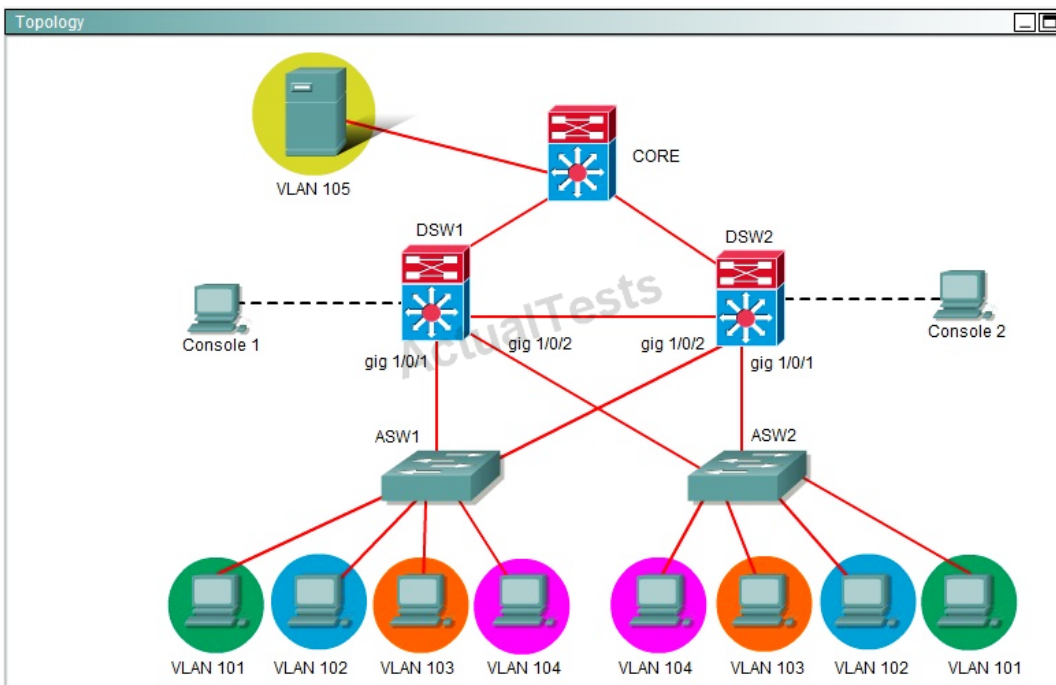 Topology
CORE
VLAN 105
DSW1
DSW2
Console 1
Console 2
gig 1/0/1
gig 1/0/2
gig 1/0/2
gig 1/0/1
ActualTests
ASW1
ASW2
VLAN 101
VLAN 102
VLAN 103
VLAN 104
VLAN 104
VLAN 103
VLAN 102
VLAN 101